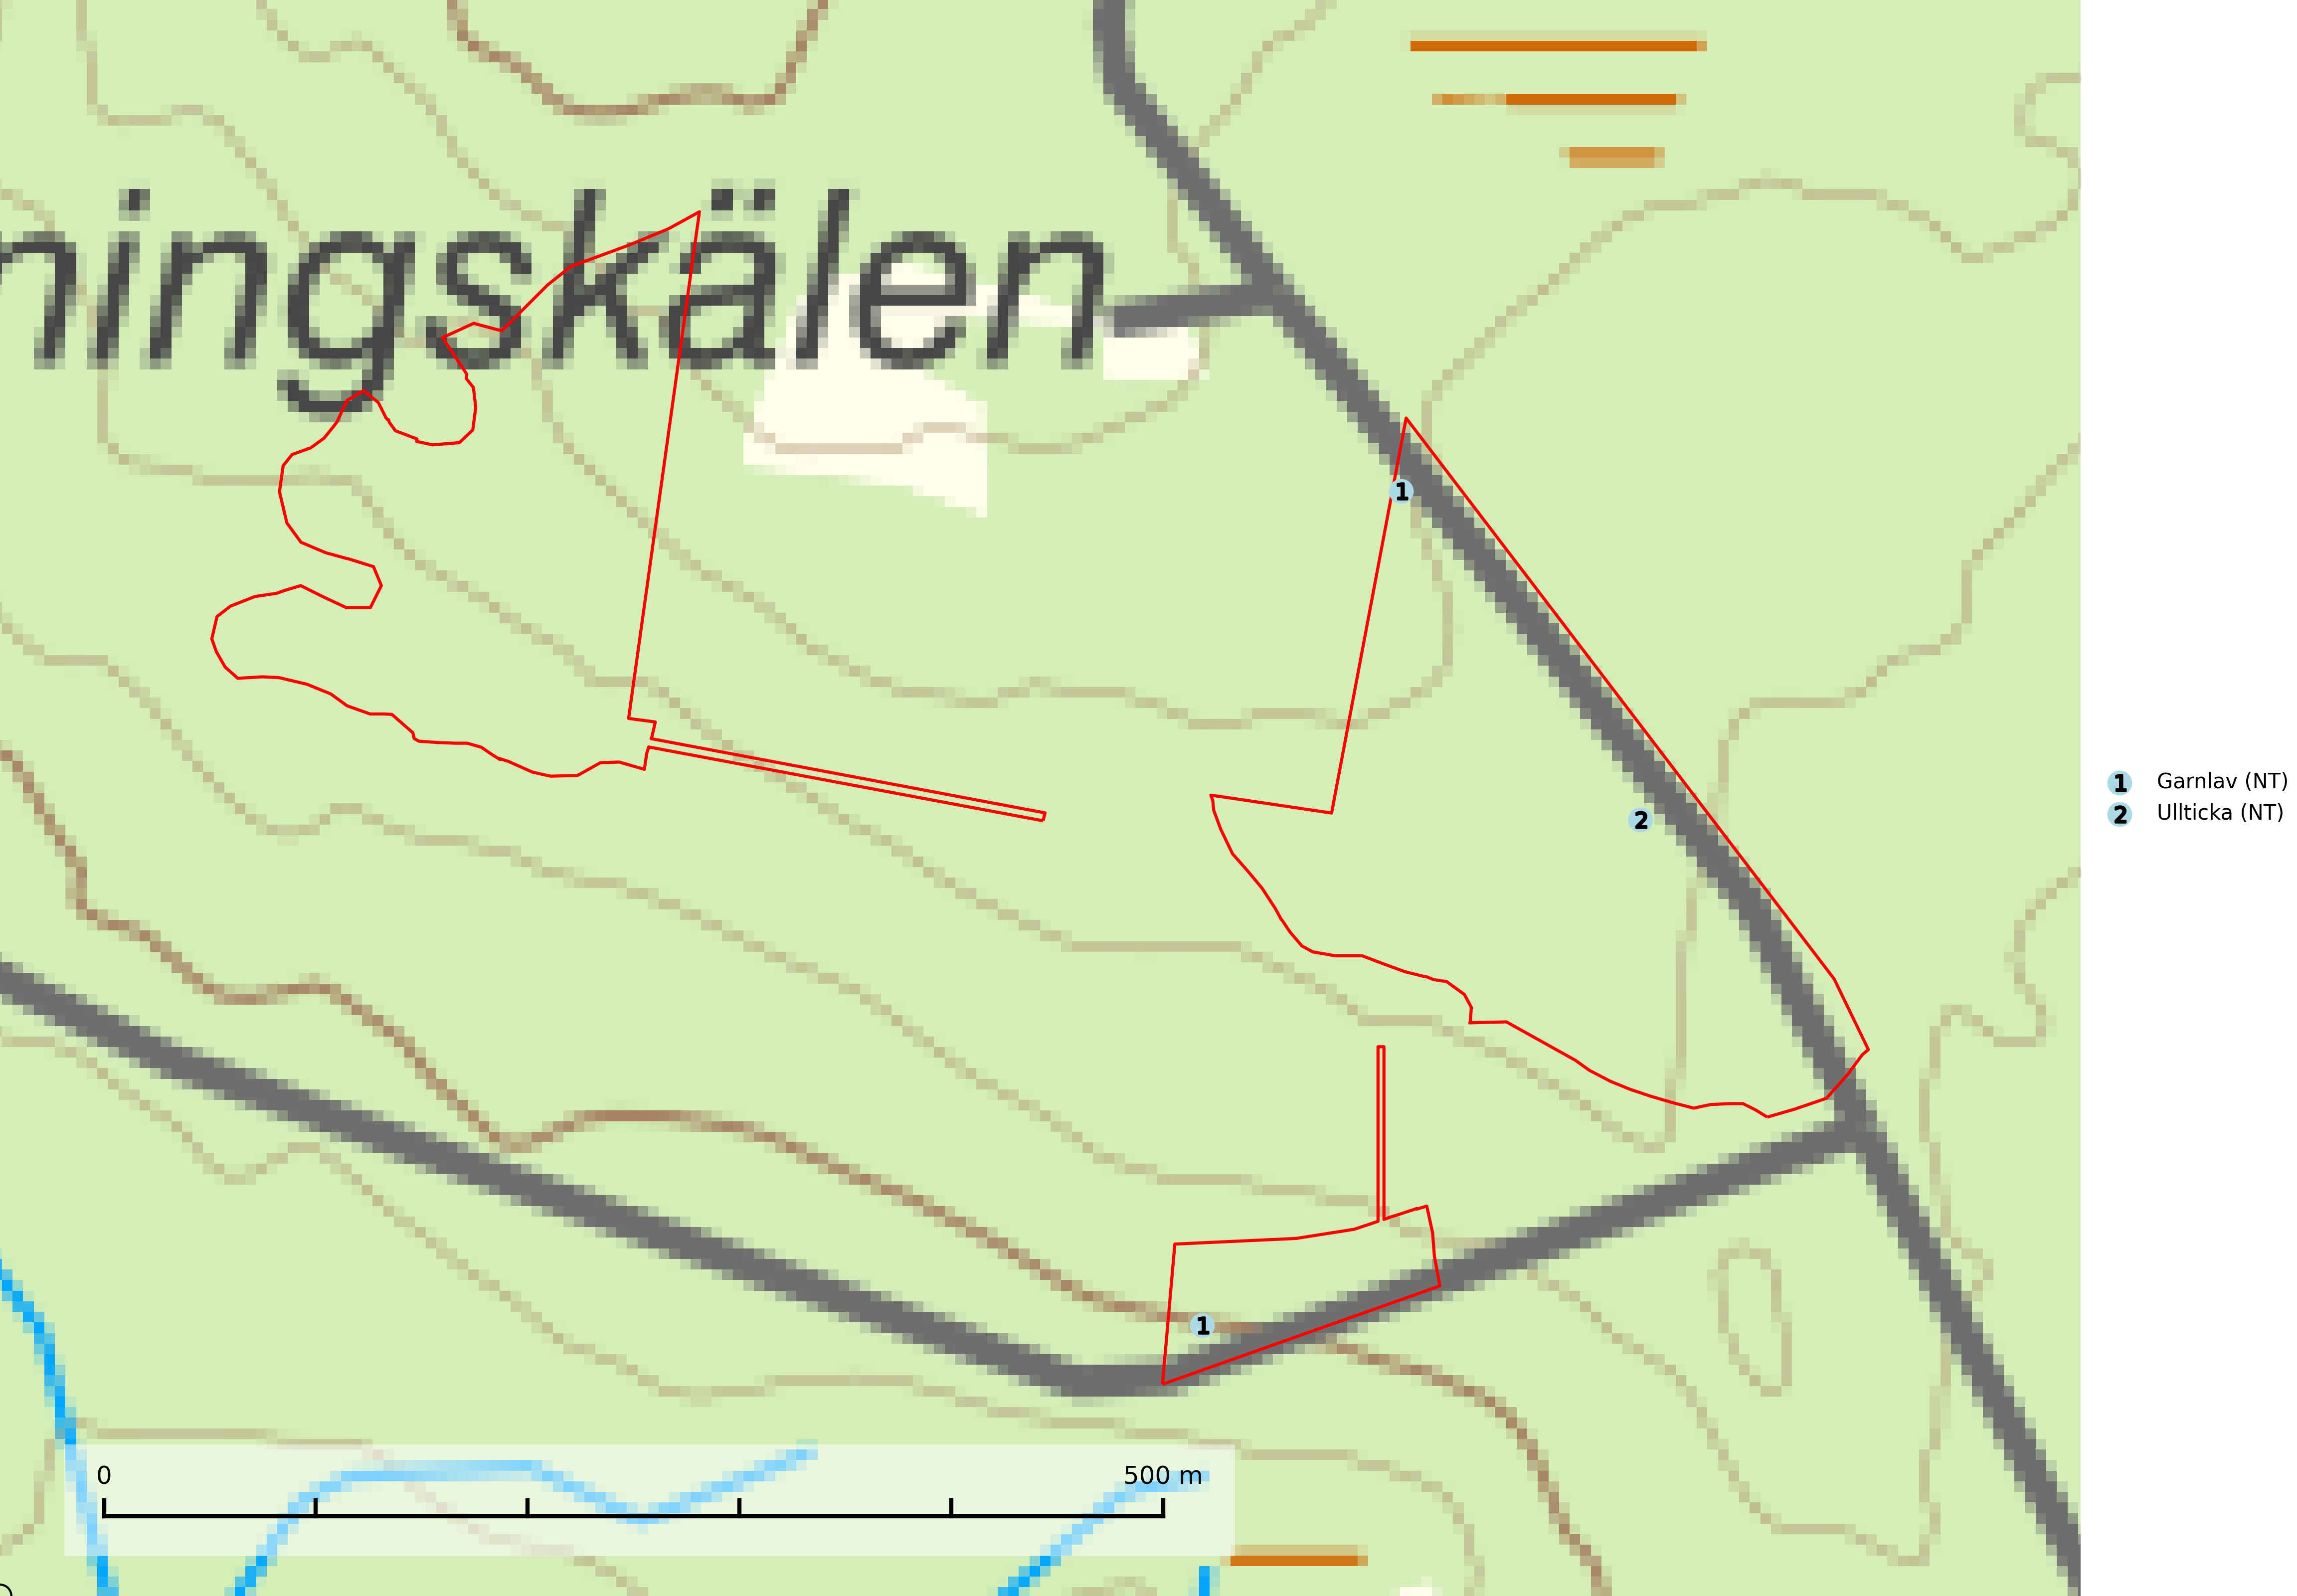 ningskälen
1
2
1
1 Garnlav (NT)
2 Ullticka (NT)
0 500 m